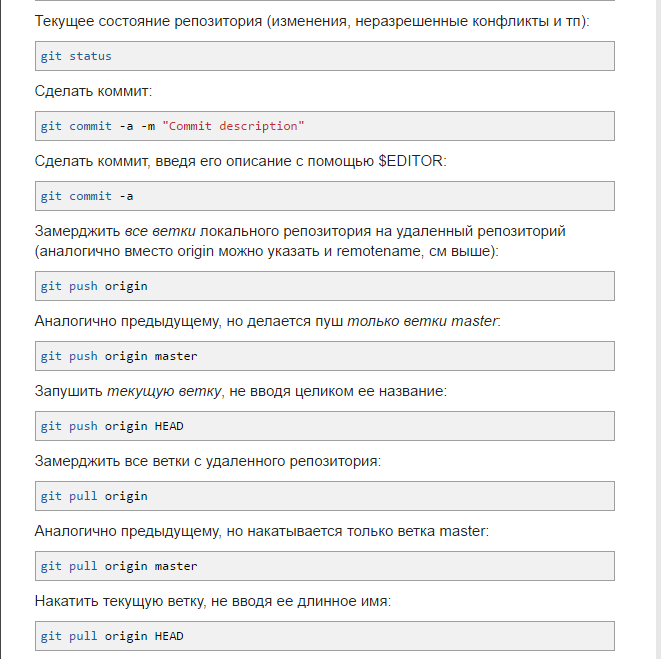 Текущее состояние репозитория (изменения, неразрешенные конфликты и тп):
git status
Сделать коммит:
git commit -a -m "Commit description"
Сделать коммит, введя его описание с помощью $EDITOR:
git commit -a
Замерджить все ветки локального репозитория на удаленный репозиторий
(аналогично вместо origin можно указать и remotename, см выше):
git push origin
Аналогично предыдущему, но делается пуш только ветки master:
git push origin master
Запушить текущую ветку, не вводя целиком ее название:
git push origin HEAD
Замерджить все ветки с удаленного репозитория:
git pull origin
Аналогично предыдущему, но накатывается только ветка master:
git pull origin master
Накатить текущую ветку, не вводя ее длинное имя:
git pull origin HEAD